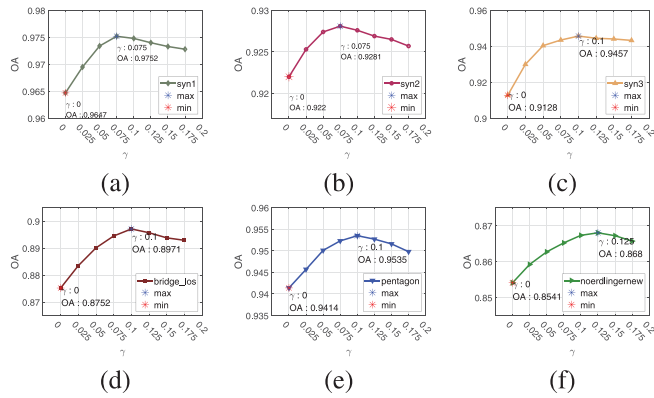 0.98
0.975
0.97
0.965
0.96
OA
γ : 0.075
OA : 0.9752
γ : 0
OA : 0.9647
syn1
max
min
0
0.025
0.05
0.075
0.1
0.125
0.15
0.175
0.2
γ
(a)
0.93
0.925
0.92
OA
γ : 0.075
OA : 0.9281
γ : 0
OA : 0.922
syn2
max
min
0
0.025
0.05
0.075
0.1
0.125
0.15
0.175
0.2
γ
(b)
0.96
0.94
0.92
0.9
OA
γ : 0.1
OA : 0.9457
γ : 0
OA : 0.9128
syn3
max
min
0
0.025
0.05
0.075
0.1
0.125
0.15
0.175
0.2
γ
(c)
0.9
0.89
0.88
0.87
OA
γ : 0.1
OA : 0.8971
γ : 0
OA : 0.8752
bridge_los
max
min
0
0.025
0.05
0.075
0.1
0.125
0.15
0.175
0.2
γ
(d)
0.96
0.955
0.95
0.945
0.94
0.935
OA
γ : 0.1
OA : 0.9535
γ : 0
OA : 0.9414
pentagon
max
min
0
0.025
0.05
0.075
0.1
0.125
0.15
0.175
0.2
γ
(e)
0.87
0.86
0.85
OA
γ : 0.125
OA : 0.868
γ : 0
OA : 0.8541
noerdlingernew
max
min
0
0.025
0.05
0.075
0.1
0.125
0.15
0.175
0.2
γ
(f)